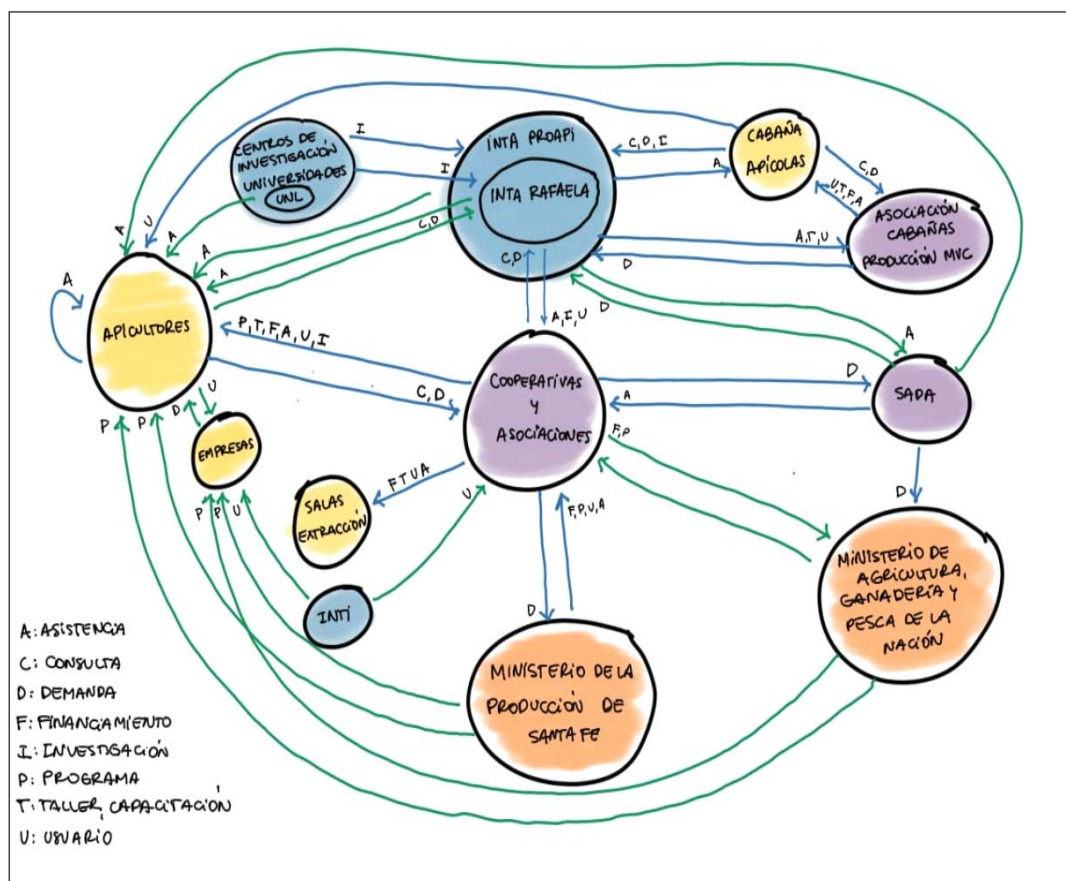 I
CENTROS DE
INVESTIGACIÓN
UNIVERSIDADES
UNL
I
INTA PROAPI
INTA RAFAELA
C, D, I
A
CABAÑA
APÍCOLAS
C, D
U, T, F, A
ASOCIACIÓN
CABAÑAS
PRODUCCIÓN MVC
A
U
A
A
C, D
A
A
APICULTORES
C, D
A, I, U
A, T, U
D
D
A
P, T, F, A, U, I
C, D
COOPERATIVAS
Y
ASOCIACIONES
D
A
SADA
P
P
D
U
EMPRESAS
F, P
F T U A
U
D
P
P
U
SALAS
EXTRACCIÓN
F, P, U, A
INTI
D
MINISTERIO DE
AGRICULTURA,
GANADERÍA Y
PESCA DE LA
NACIÓN
MINISTERIO DE LA
PRODUCCIÓN DE
SANTA FE
A: ASISTENCIA
C: CONSULTA
D: DEMANDA
F: FINANCIAMIENTO
I: INVESTIGACIÓN
P: PROGRAMA
T: TALLER, CAPACITACIÓN
U: USUARIO